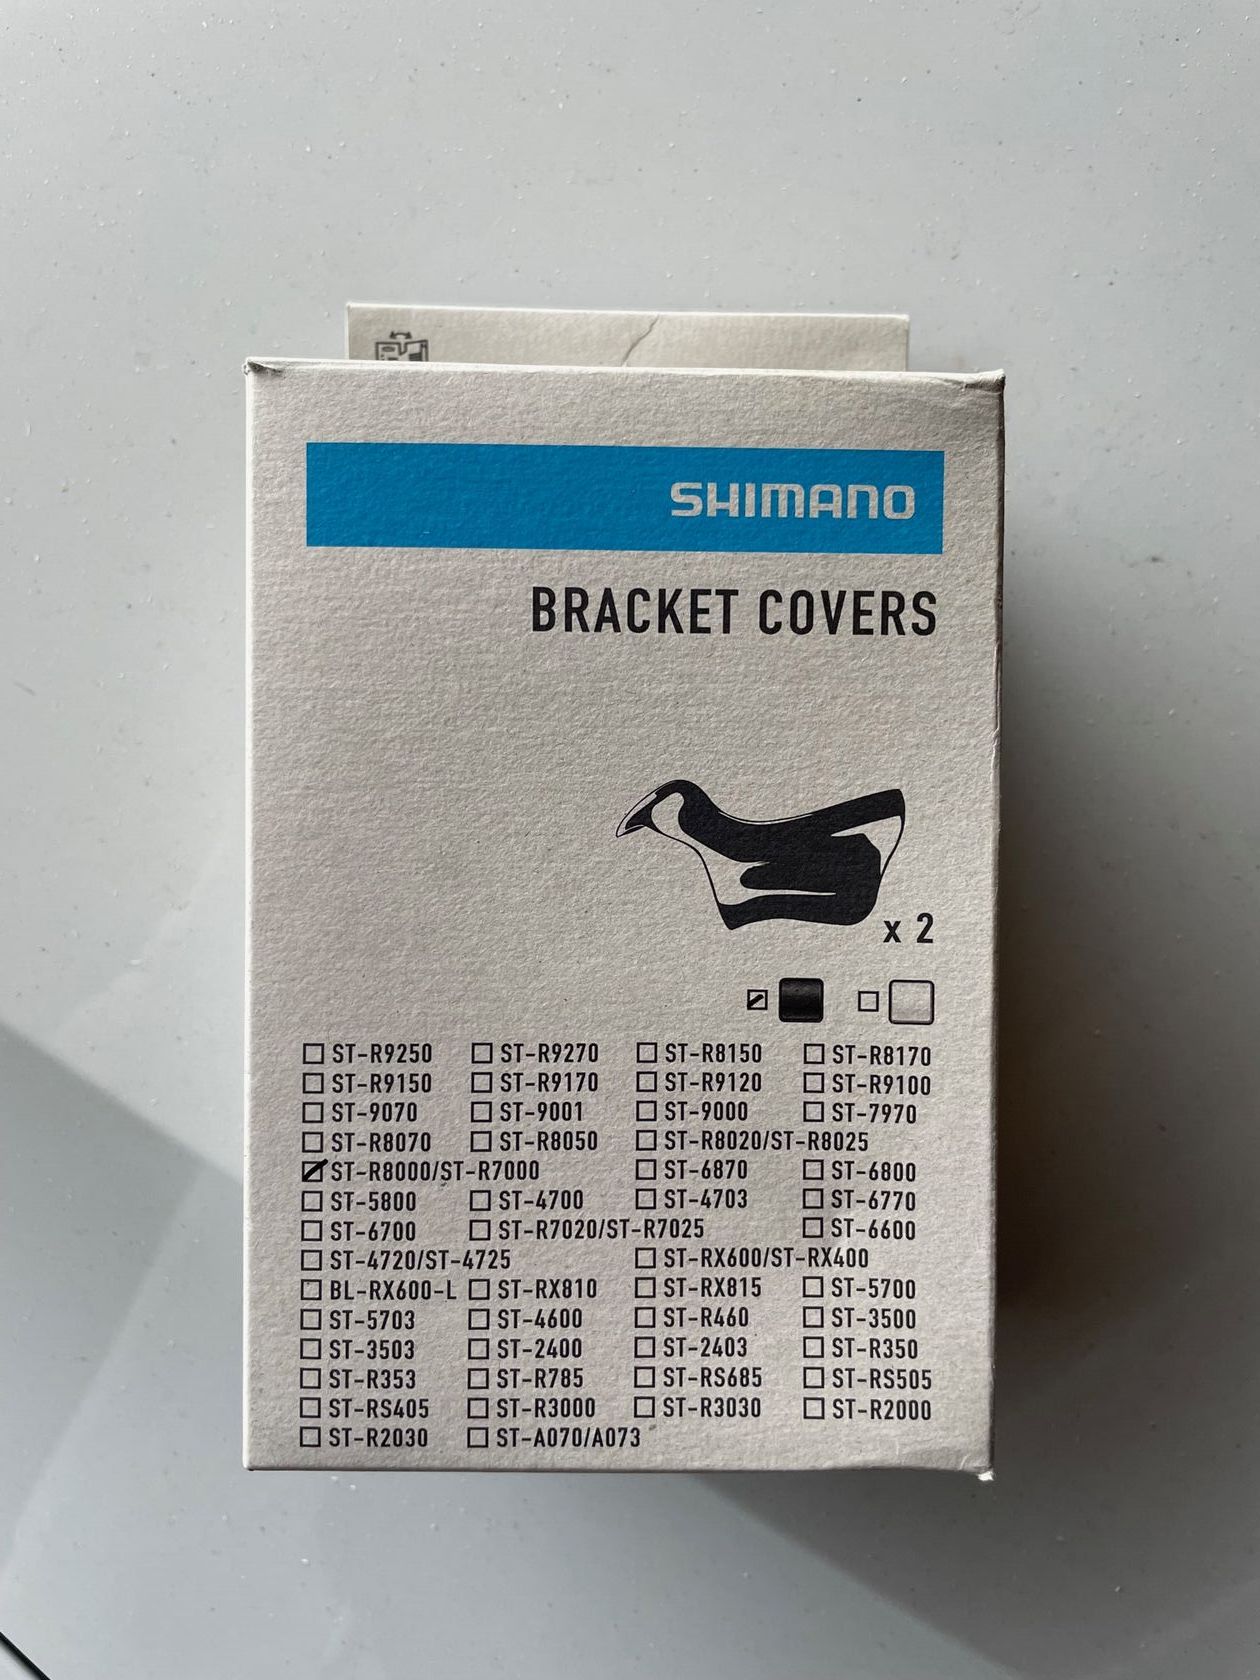 SHIMANO
BRACKET COVERS
x 2
ST-R9250 ST-R9270 ST-R8150 ST-R8170
ST-R9150 ST-R9170 ST-R9120 ST-R9100
ST-9070 ST-9001 ST-9000 ST-7970
ST-R8070 ST-R8050 ST-R8020/ST-R8025
ST-R8000/ST-R7000 ST-6870 ST-6800
ST-5800 ST-4700 ST-4703 ST-6770
ST-6700 ST-R7020/ST-R7025 ST-6600
ST-4720/ST-4725 ST-RX600/ST-RX400
BL-RX600-L ST-RX810 ST-RX815 ST-5700
ST-5703 ST-4600 ST-R460 ST-3500
ST-3503 ST-2400 ST-2403 ST-R350
ST-R353 ST-R785 ST-RS685 ST-RS505
ST-RS405 ST-R3000 ST-R3030 ST-R2000
ST-R2030 ST-A070/A073